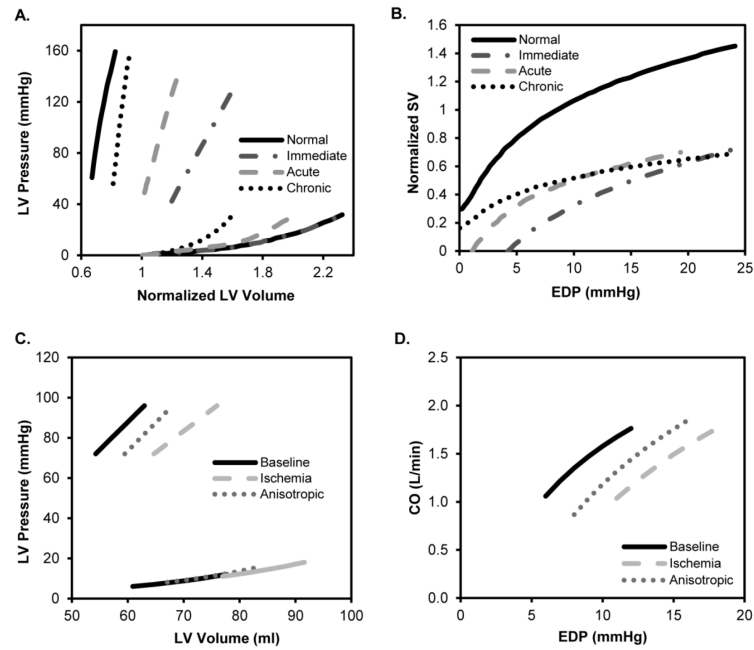 A.
LV Pressure (mmHg)
160
120
80
40
0
0.6 1 1.4 1.8 2.2
Normalized LV Volume
Normal
Immediate
Acute
Chronic
B.
Normalized SV
1.6
1.4
1.2
1
0.8
0.6
0.4
0.2
0
0 5 10 15 20 25
EDP (mmHg)
Normal
Immediate
Acute
Chronic
C.
LV Pressure (mmHg)
120
100
80
60
40
20
0
50 60 70 80 90 100
LV Volume (ml)
Baseline
Ischemia
Anisotropic
D.
CO (L/min)
2.5
2.0
1.5
1.0
0.5
0.0
0 5 10 15 20
EDP (mmHg)
Baseline
Ischemia
Anisotropic